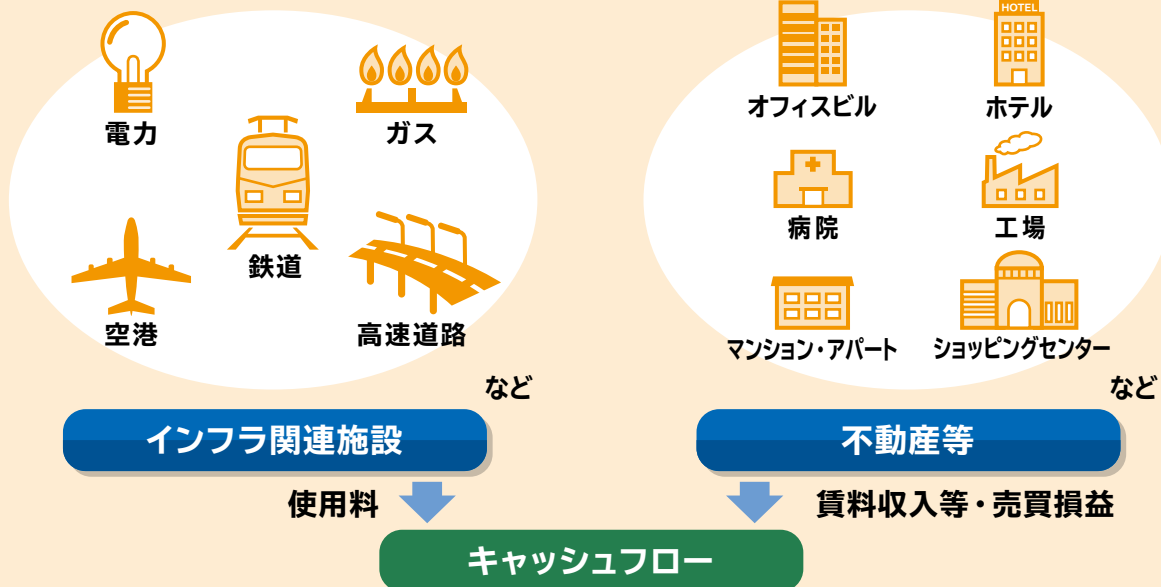 電力
ガス
鉄道
空港
高速道路
など
インフラ関連施設
使用料
オフィスビル
HOTEL
ホテル
病院
工場
マンション・アパート
ショッピングセンター
など
不動産等
賃料収入等・売買損益
キャッシュフロー